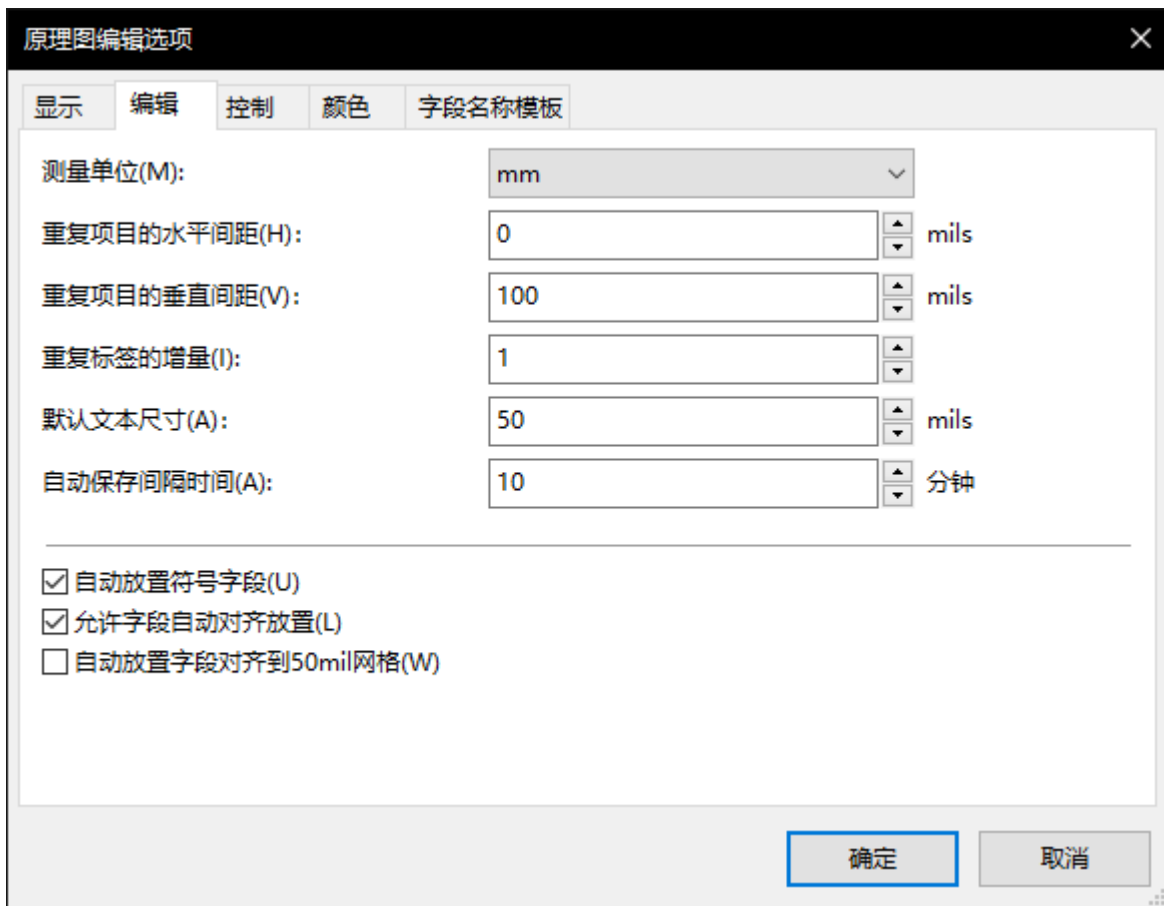 原理图编辑选项
显示 编辑 控制 颜色 字段名称模板
测量单位(M): mm
重复项目的水平间距(H): 0 mils
重复项目的垂直间距(V): 100 mils
重复标签的增量(I): 1
默认文本尺寸(A): 50 mils
自动保存间隔时间(A): 10 分钟
自动放置符号字段(U)
允许字段自动对齐放置(L)
自动放置字段对齐到50mil网格(W)
确定 取消